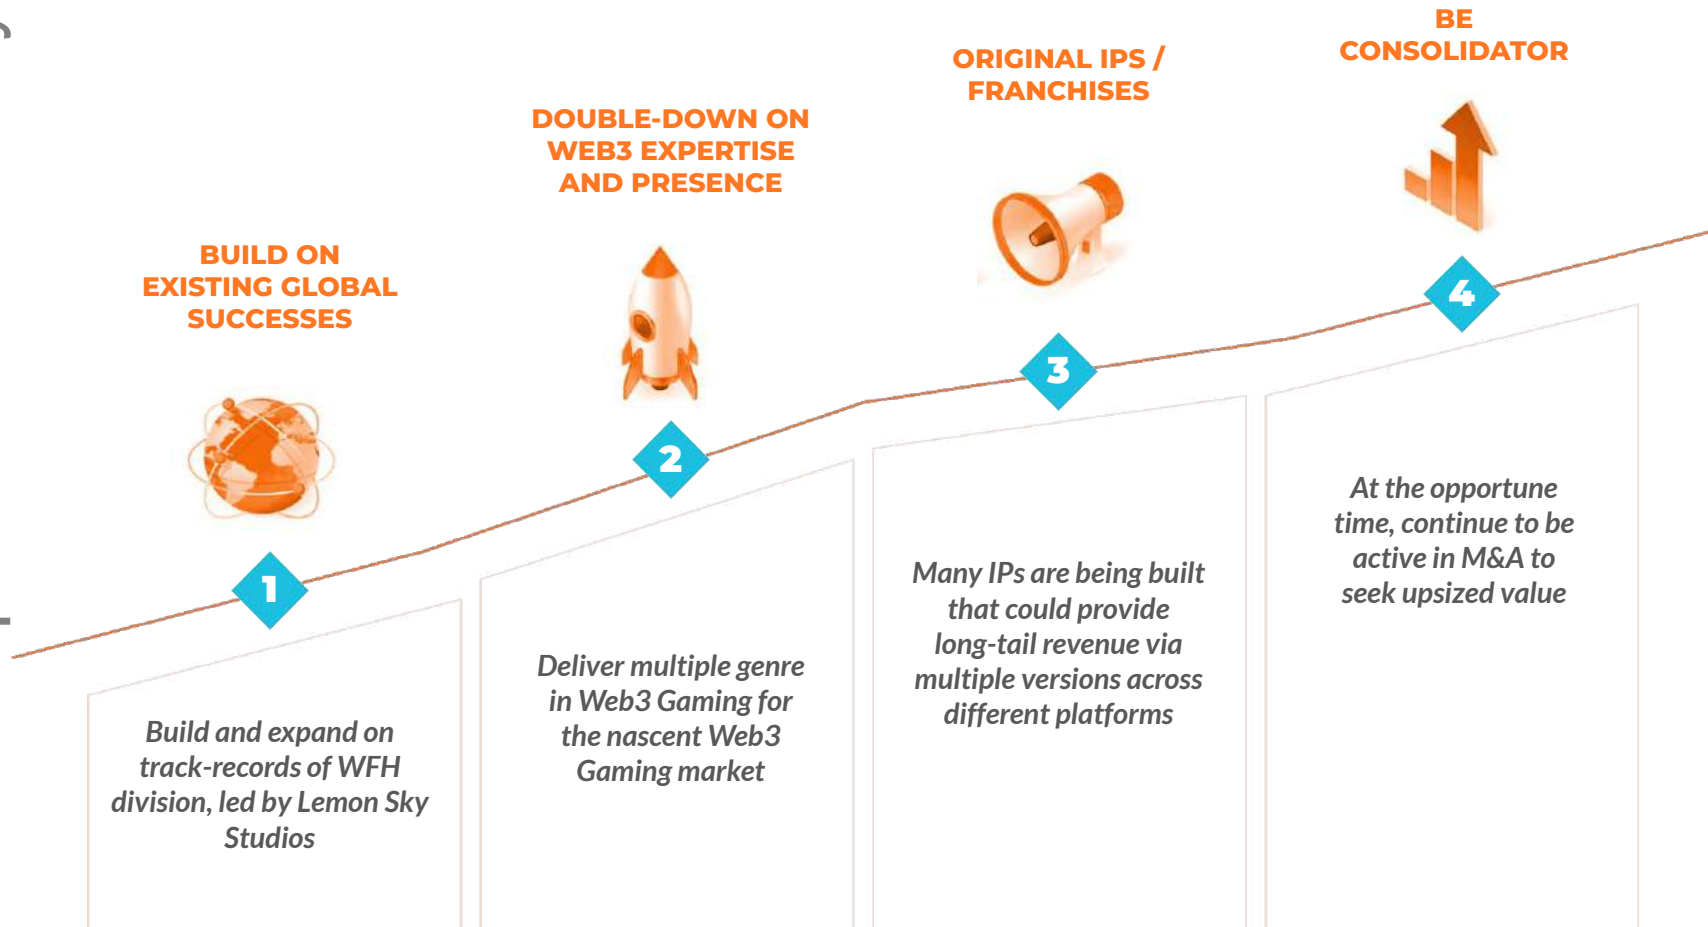 BUILD ON
EXISTING GLOBAL
SUCCESSES
1
Build and expand on
track-records of WFH
division, led by Lemon Sky
Studios
DOUBLE-DOWN ON
WEB3 EXPERTISE
AND PRESENCE
2
Deliver multiple genre
in Web3 Gaming for
the nascent Web3
Gaming market
ORIGINAL IPS /
FRANCHISES
3
Many IPs are being built
that could provide
long-tail revenue via
multiple versions across
different platforms
BE
CONSOLIDATOR
4
At the opportune
time, continue to be
active in M&A to
seek upsized value